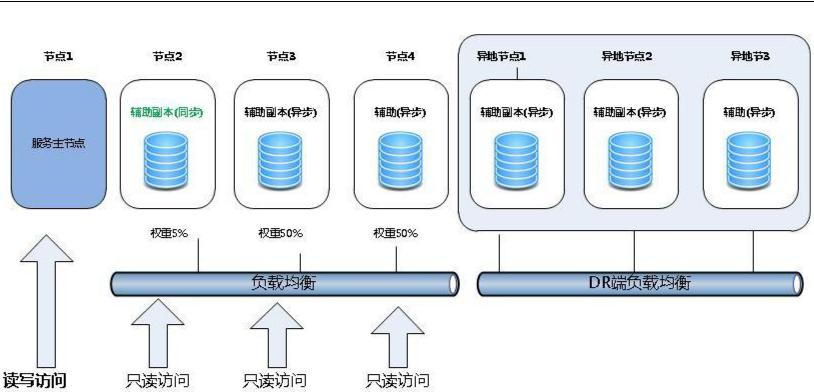 节点1
节点2
节点3
节点4
异地节点1
异地节点2
异地节3
服务主节点
辅助副本(同步)
辅助副本(异步)
辅助(异步)
辅助副本(异步)
辅助副本(异步)
辅助(异步)
权重5%
权重50%
权重50%
负载均衡
DR端负载均衡
读写访问
只读访问
只读访问
只读访问